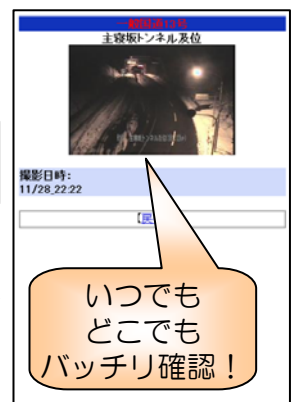 一般国道13号
主寝坂トンネル及位
撮影日時:
11/28_22:22
いつでも
どこでも
バッチリ確認!